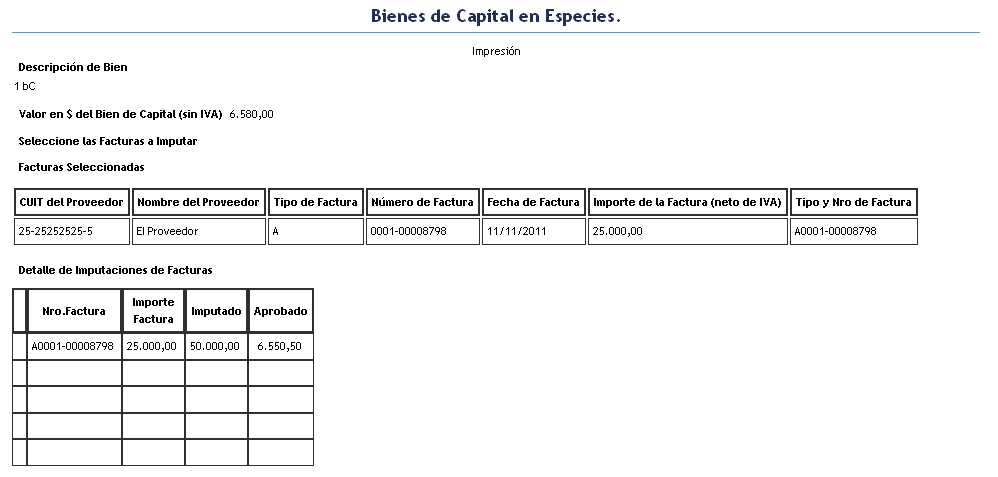 Bienes de Capital en Especies.
Impresión
Descripción de Bien
1 bC
Valor en $ del Bien de Capital (sin IVA) 6.580,00
Seleccione las Facturas a Imputar
Facturas Seleccionadas
CUIT del Proveedor Nombre del Proveedor Tipo de Factura Número de Factura Fecha de Factura Importe de la Factura (neto de IVA) Tipo y Nro de Factura
25-25252525-5 El Proveedor A 0001-00008798 11/11/2011 25.000,00 A0001-00008798
Detalle de Imputaciones de Facturas
Nro.Factura Importe Factura Imputado Aprobado
A0001-00008798 25.000,00 50.000,00 6.550,50